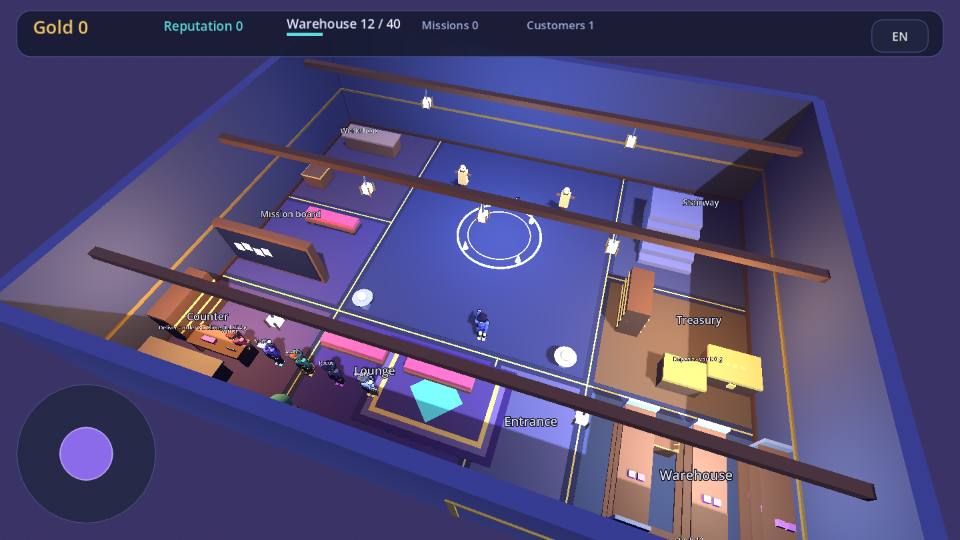 Gold 0
Reputation 0
Warehouse 12 / 40
Missions 0
Customers 1
EN
Stairway
Mission board
Counter
Treasury
Lounge
Entrance
Warehouse